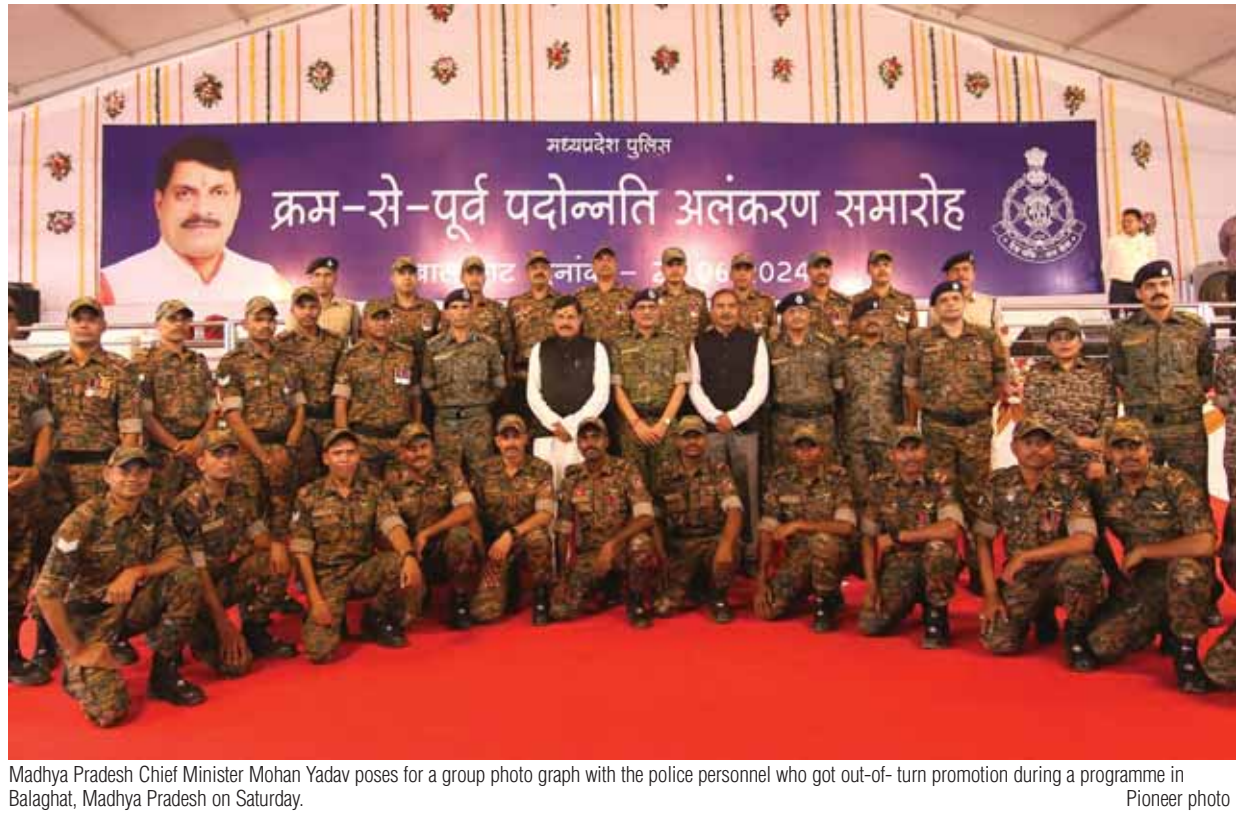 मध्यप्रदेश पुलिस
क्रम-से-पूर्व पदोन्नति अलंकरण समारोह
Madhya Pradesh Chief Minister Mohan Yadav poses for a group photo graph with the police personnel who got out-of- turn promotion during a programme in
Balaghat, Madhya Pradesh on Saturday. Pioneer photo